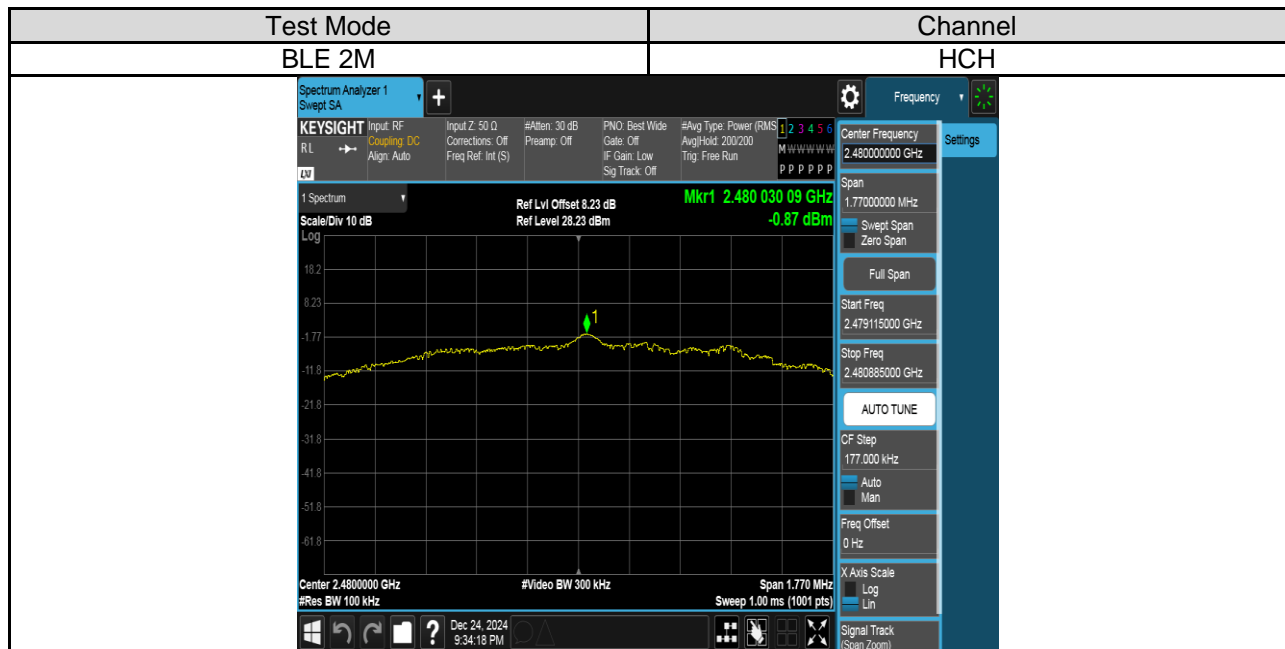 Test Mode Channel
BLE 2M HCH
Spectrum Analyzer 1
Swept SA
+
Frequency
KEYSIGHT
RL
LXI
Input: RF
Coupling: DC
Align: Auto
Input Z: 50 Ω
Corrections: Off
Freq Ref: Int (S)
#Atten: 30 dB
Preamp: Off
PNO: Best Wide
Gate: Off
IF Gain: Low
Sig Track: Off
#Avg Type: Power (RMS
Avg|Hold: 200/200
Trig: Free Run
1 2 3 4 5 6
M W W W W W
P P P P P P
1 Spectrum
Scale/Div 10 dB
Log
Ref Lvl Offset 8.23 dB
Ref Level 28.23 dBm
Mkr1 2.480 030 09 GHz
-0.87 dBm
18.2
8.23
-1.77
-11.8
-21.8
-31.8
-41.8
-51.8
-61.8
1
Center 2.4800000 GHz
#Res BW 100 kHz
#Video BW 300 kHz
Span 1.770 MHz
Sweep 1.00 ms (1001 pts)
?
Dec 24, 2024
9:34:18 PM
Center Frequency
2.480000000 GHz
Settings
Span
1.77000000 MHz
Swept Span
Zero Span
Full Span
Start Freq
2.479115000 GHz
Stop Freq
2.480885000 GHz
AUTO TUNE
CF Step
177.000 kHz
Auto
Man
Freq Offset
0 Hz
X Axis Scale
Log
Lin
Signal Track
(Span Zoom)